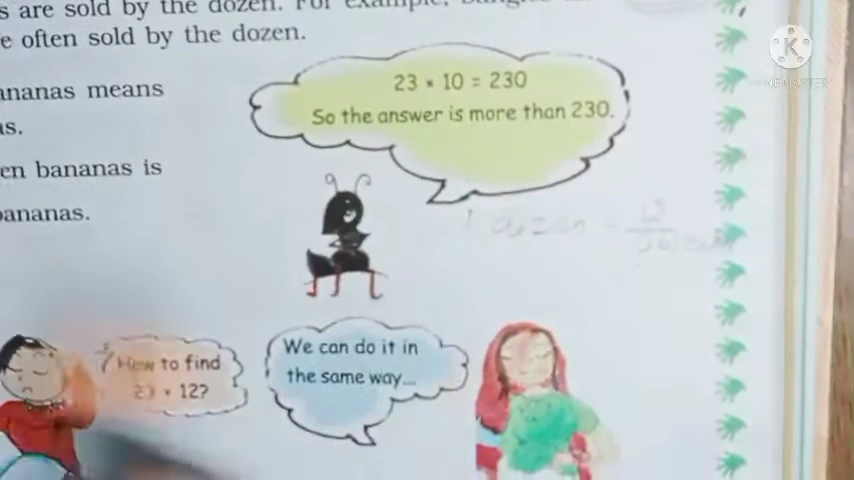 s are sold by the dozen. For example,
e often sold by the dozen.
ananas means
as.
en bananas is
bananas.
23 × 10 = 230
So the answer is more than 230.
How to find
23 × 12?
We can do it in
the same way...
K